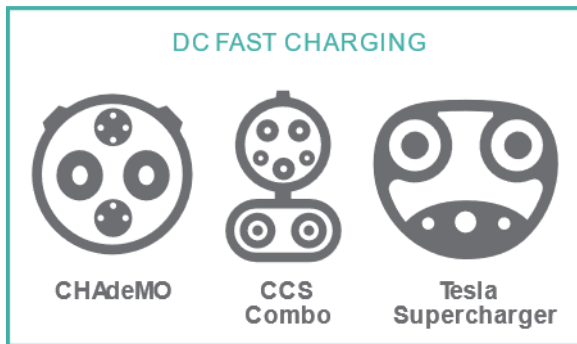 DC FAST CHARGING
CHAdeMO
CCS
Combo
Tesla
Supercharger